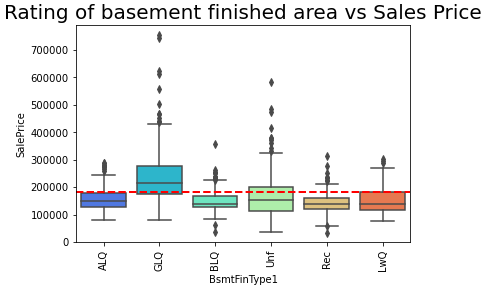 Rating of basement finished area vs Sales Price
700000
600000
500000
400000
300000
200000
100000
0
SalePrice
ALQ
GLQ
BLQ
Unf
Rec
LwQ
BsmtFinType1